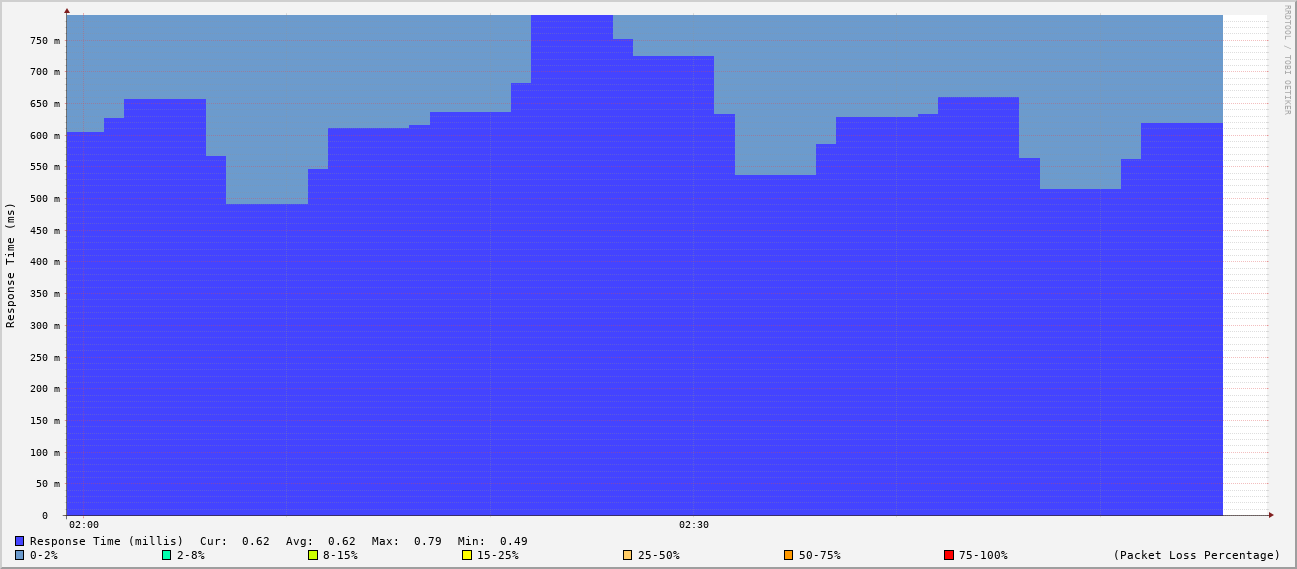 RRDTOOL / TOBI OETIKER
Response Time (ms)
750 m
700 m
650 m
600 m
550 m
500 m
450 m
400 m
350 m
300 m
250 m
200 m
150 m
100 m
50 m
0
02:00 02:30
Response Time (millis) Cur: 0.62 Avg: 0.62 Max: 0.79 Min: 0.49
0-2% 2-8% 8-15% 15-25% 25-50% 50-75% 75-100% (Packet Loss Percentage)